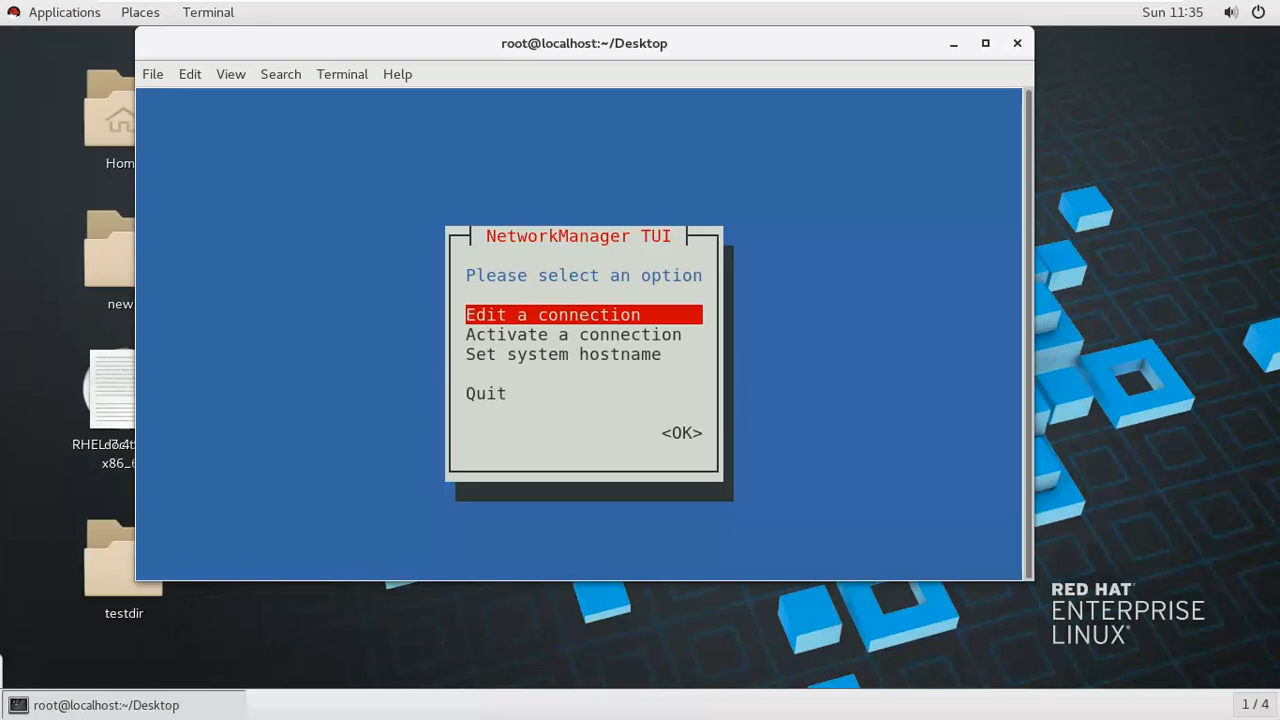 Applications Places Terminal Sun 11:35
root@localhost:~/Desktop
File Edit View Search Terminal Help
Hom
NetworkManager TUI
Please select an option
new
Edit a connection
Activate a connection
Set system hostname
Quit
<OK>
x86_6
testdir
RED HAT
ENTERPRISE
LINUX
root@localhost:~/Desktop
1 / 4